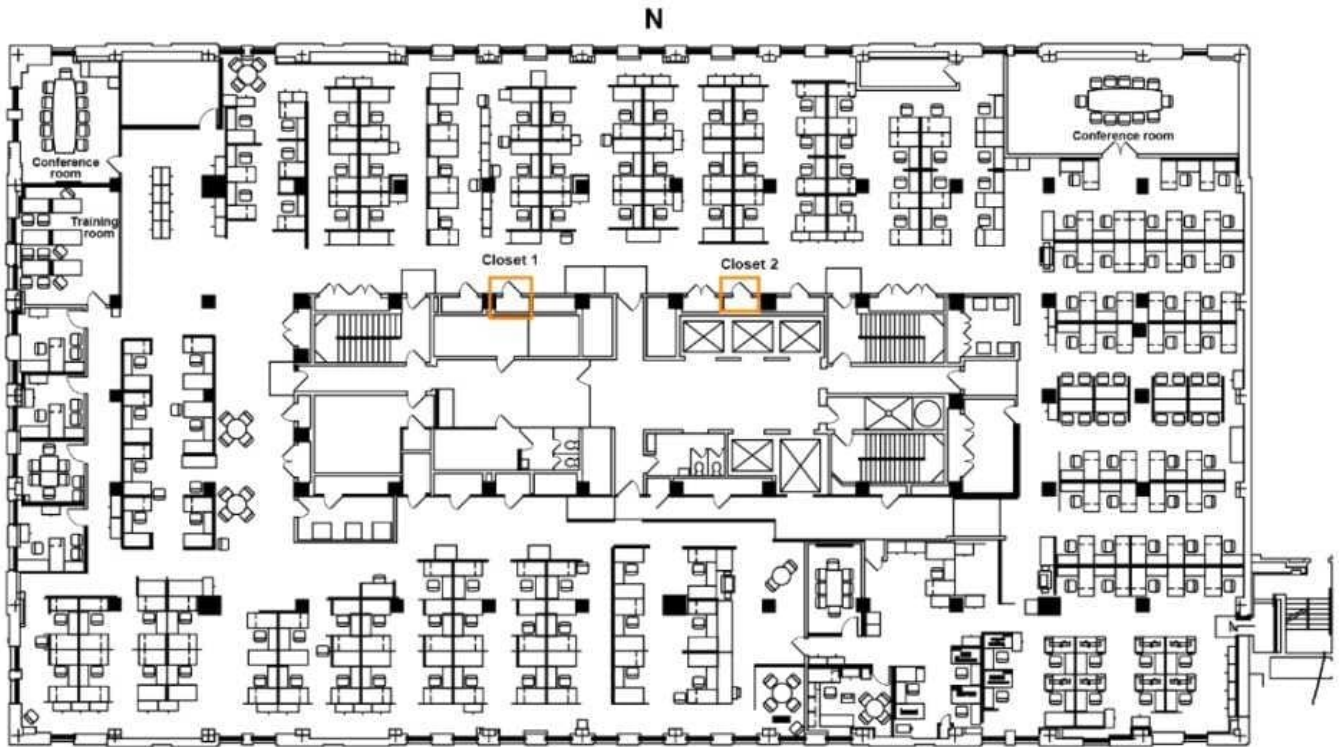 N
Conference
room
Conference room
Training
room
Closet 1
Closet 2